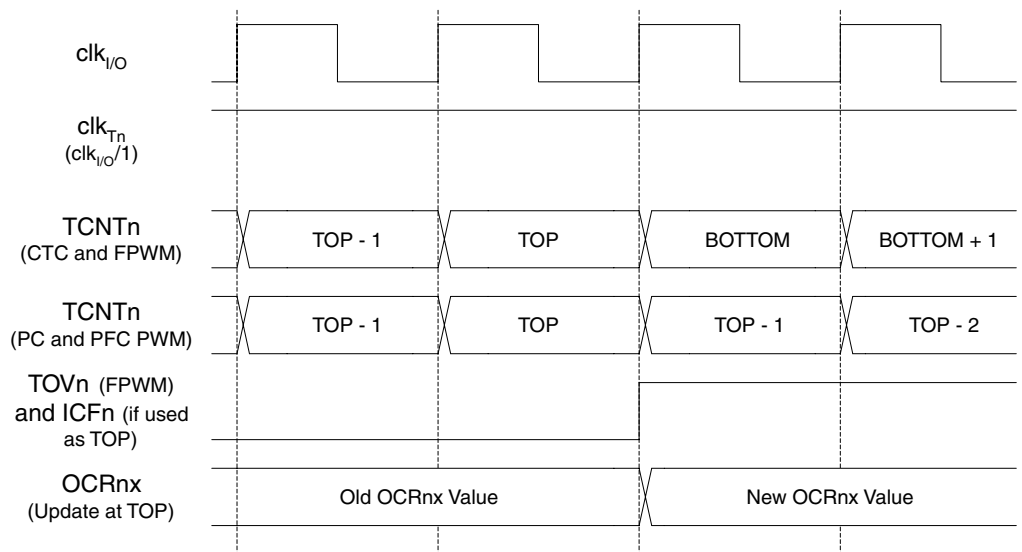 clkI/O
clkTn
(clkI/O/1)
TCNTn
(CTC and FPWM)
TOP - 1
TOP
BOTTOM
BOTTOM + 1
TCNTn
(PC and PFC PWM)
TOP - 1
TOP
TOP - 1
TOP - 2
TOVn (FPWM)
and ICFn (if used
as TOP)
OCRnx
(Update at TOP)
Old OCRnx Value
New OCRnx Value